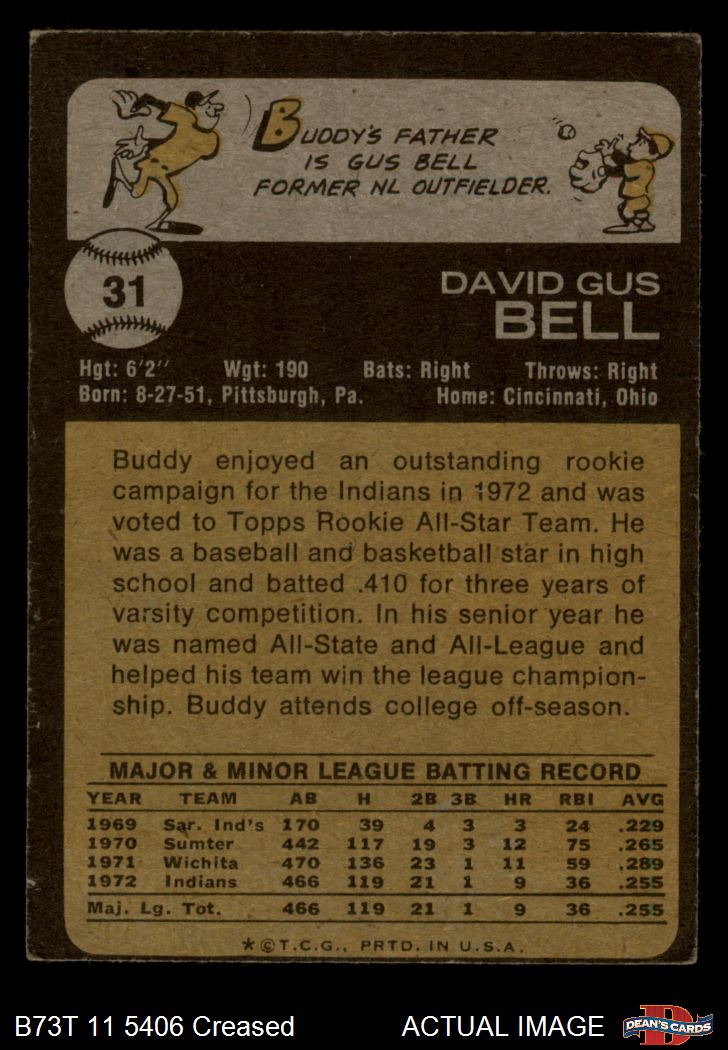 BUDDY'S FATHER
IS GUS BELL
FORMER NL OUTFIELDER.
31
DAVID GUS
BELL
Hgt: 6'2" Wgt: 190 Bats: Right Throws: Right
Born: 8-27-51, Pittsburgh, Pa. Home: Cincinnati, Ohio
Buddy enjoyed an outstanding rookie
campaign for the Indians in 1972 and was
voted to Topps Rookie All-Star Team. He
was a baseball and basketball star in high
school and batted .410 for three years of
varsity competition. In his senior year he
was named All-State and All-League and
helped his team win the league champion-
ship. Buddy attends college off-season.
MAJOR & MINOR LEAGUE BATTING RECORD
YEAR TEAM AB H 2B 3B HR RBI AVG
1969 Sar. Ind's 170 39 4 3 3 24 .229
1970 Sumter 442 117 19 3 12 75 .265
1971 Wichita 470 136 23 1 11 59 .289
1972 Indians 466 119 21 1 9 36 .255
Maj. Lg. Tot. 466 119 21 1 9 36 .255
*©T.C.G., PRTD. IN U.S.A.
B73T 11 5406 Creased ACTUAL IMAGE
D
DEAN'S CARDS